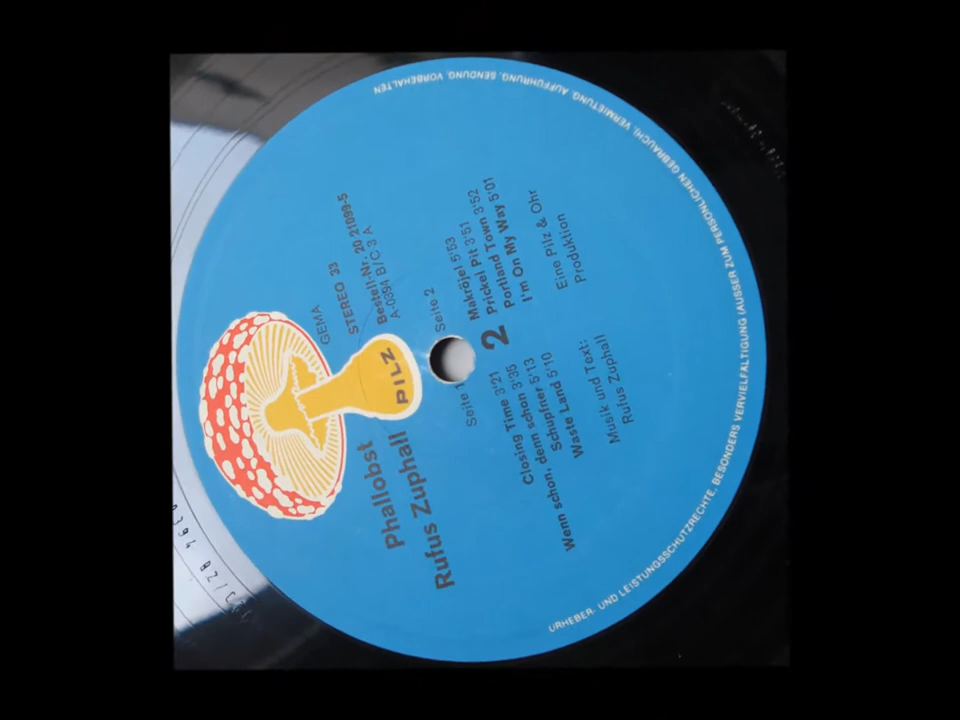 PILZ
Phallobst
Rufus Zuphall
GEMA
STEREO 33
Bestell-Nr. 20 21099-5
A-0394 B/C 3 A
Seite
Closing Time 3'21
Wenn schon, denn schon 3'35
Schupfner 5'13
Waste Land 5'10
Musik und Text:
Rufus Zuphall
2
Seite 2
Makröjel 5'53
Prickel Pit 3'51
Portland Town 3'52
I'm On My Way 5'01
Eine Pilz & Ohr
Produktion
URHEBER- UND LEISTUNGSSCHUTZRECHTE, BESONDERS VERVIELFÄLTIGUNG (AUSSER ZUM PERSÖNLICHEN GEBRAUCH), VERMIETUNG, AUFFÜHRUNG, SENDUNG, VORBEHALTEN